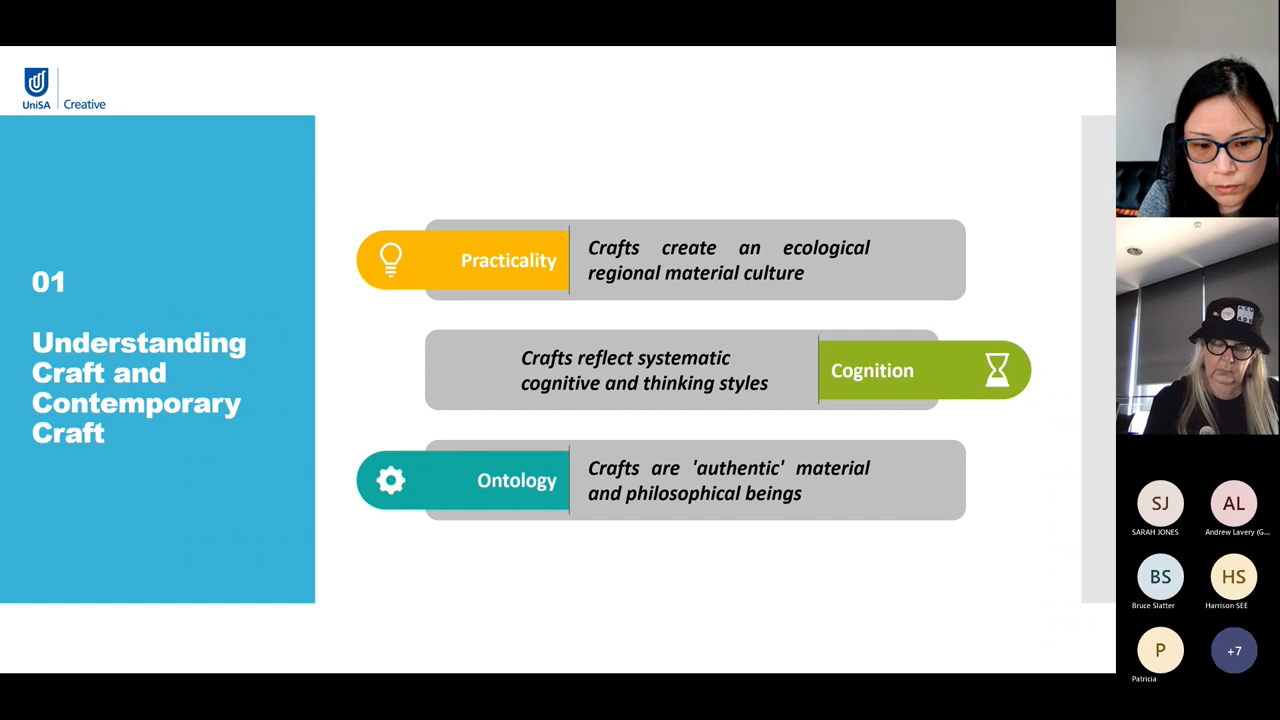 UniSA
Creative
01
Understanding
Craft and
Contemporary
Craft
Practicality
Crafts create an ecological
regional material culture
Crafts reflect systematic
cognitive and thinking styles
Cognition
Ontology
Crafts are 'authentic' material
and philosophical beings
SJ
SARAH JONES
AL
Andrew Lavery (G...
BS
Bruce Slatter
HS
Harrison SEE
P
Patricia
+7